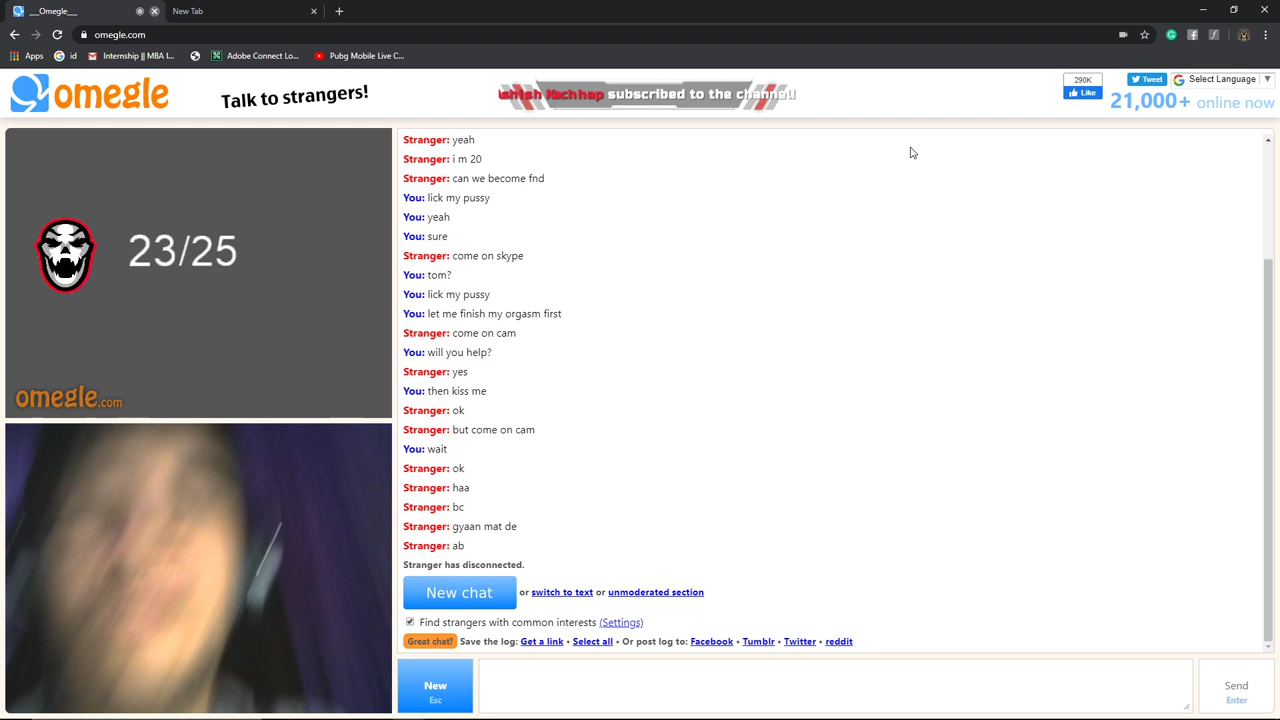 __Omegle__
New Tab
omegle.com
Apps
id
Internship || MBA I...
Adobe Connect Lo...
Pubg Mobile Live C...
omegle
Talk to strangers!
subscribed to the channel!
290K
Like
Tweet
Select Language
21,000+ online now
Stranger: yeah
Stranger: i m 20
Stranger: can we become fnd
You: lick my pussy
You: yeah
You: sure
Stranger: come on skype
You: tom?
You: lick my pussy
You: let me finish my orgasm first
Stranger: come on cam
You: will you help?
Stranger: yes
You: then kiss me
Stranger: ok
Stranger: but come on cam
You: wait
Stranger: ok
Stranger: haa
Stranger: bc
Stranger: gyaan mat de
Stranger: ab
Stranger has disconnected.
New chat or switch to text or unmoderated section
Find strangers with common interests (Settings)
Great chat? Save the log: Get a link • Select all • Or post log to: Facebook • Tumblr • Twitter • reddit
23/25
omegle.com
New
Esc
Send
Enter